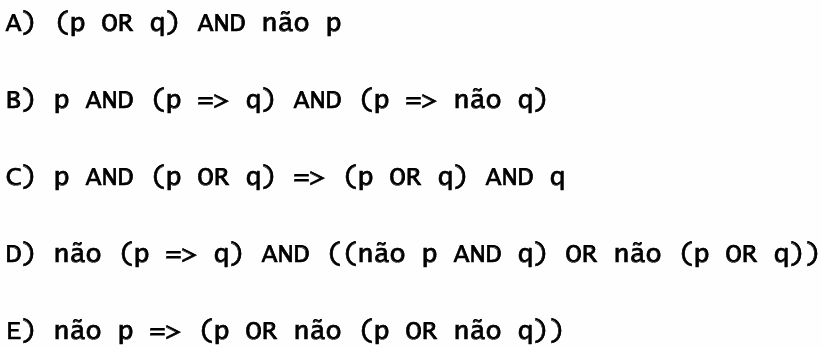 A) (p OR q) AND não p
B) p AND (p => q) AND (p => não q)
C) p AND (p OR q) => (p OR q) AND q
D) não (p => q) AND ((não p AND q) OR não (p OR q))
E) não p => (p OR não (p OR não q))